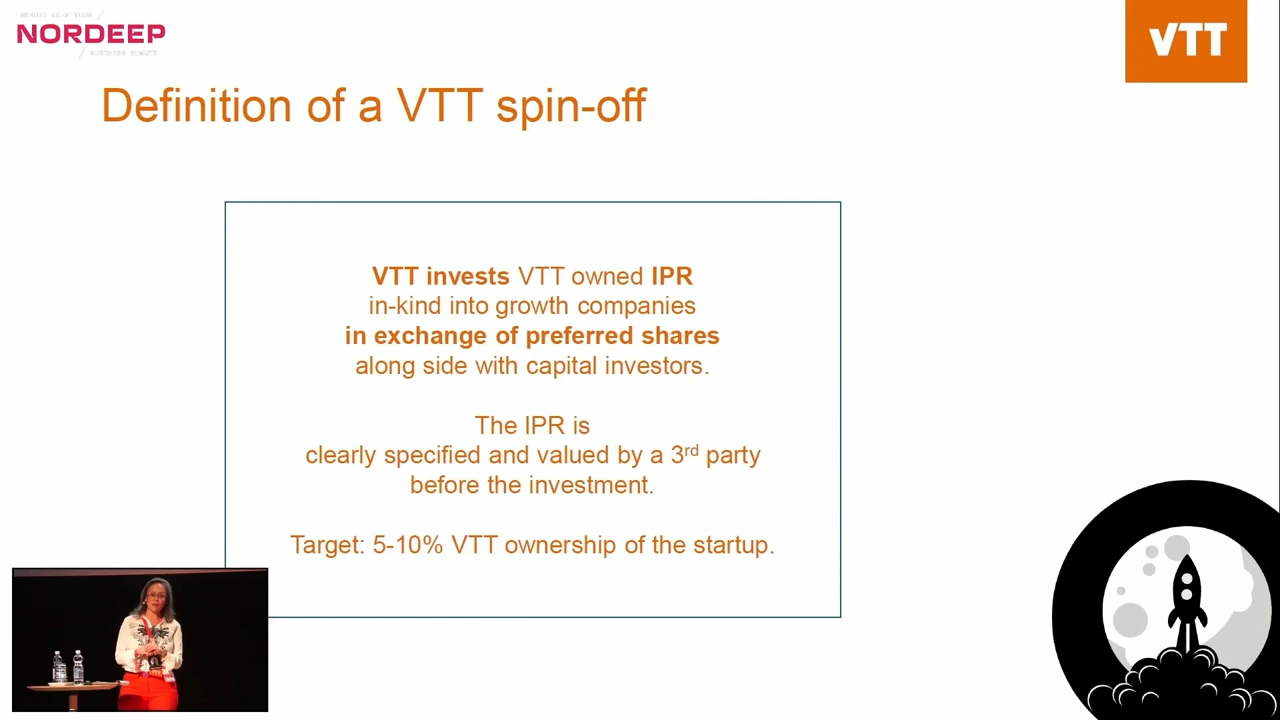 NORDEEP
VTT
Definition of a VTT spin-off
VTT invests VTT owned IPR
in-kind into growth companies
in exchange of preferred shares
along side with capital investors.
The IPR is
clearly specified and valued by a 3rd party
before the investment.
Target: 5-10% VTT ownership of the startup.